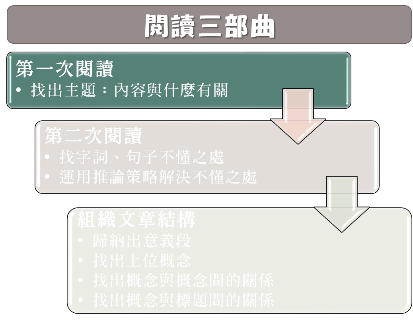 閱讀三部曲
第一次閱讀
• 找出主題：內容與什麼有關
第二次閱讀
• 找字詞、句子不懂之處
• 運用推論策略解決不懂之處
組織文章結構
• 歸納出意義段
• 找出上位概念
• 找出概念與概念間的關係
• 找出概念與標題間的關係